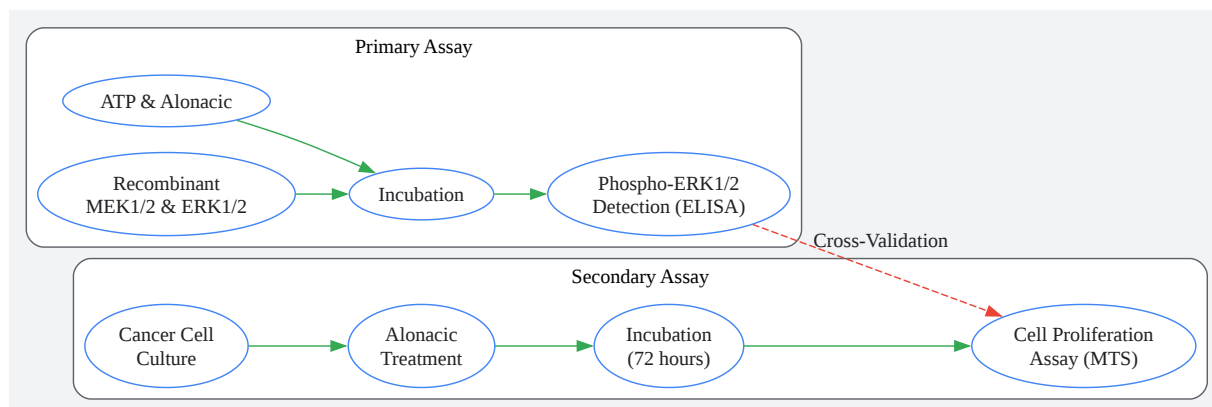 Primary Assay
ATP & Alonacic
Recombinant
MEK1/2 & ERK1/2
Incubation
Phospho-ERK1/2
Detection (ELISA)
Cross-Validation
Secondary Assay
Cancer Cell
Culture
Alonacic
Treatment
Incubation
(72 hours)
Cell Proliferation
Assay (MTS)